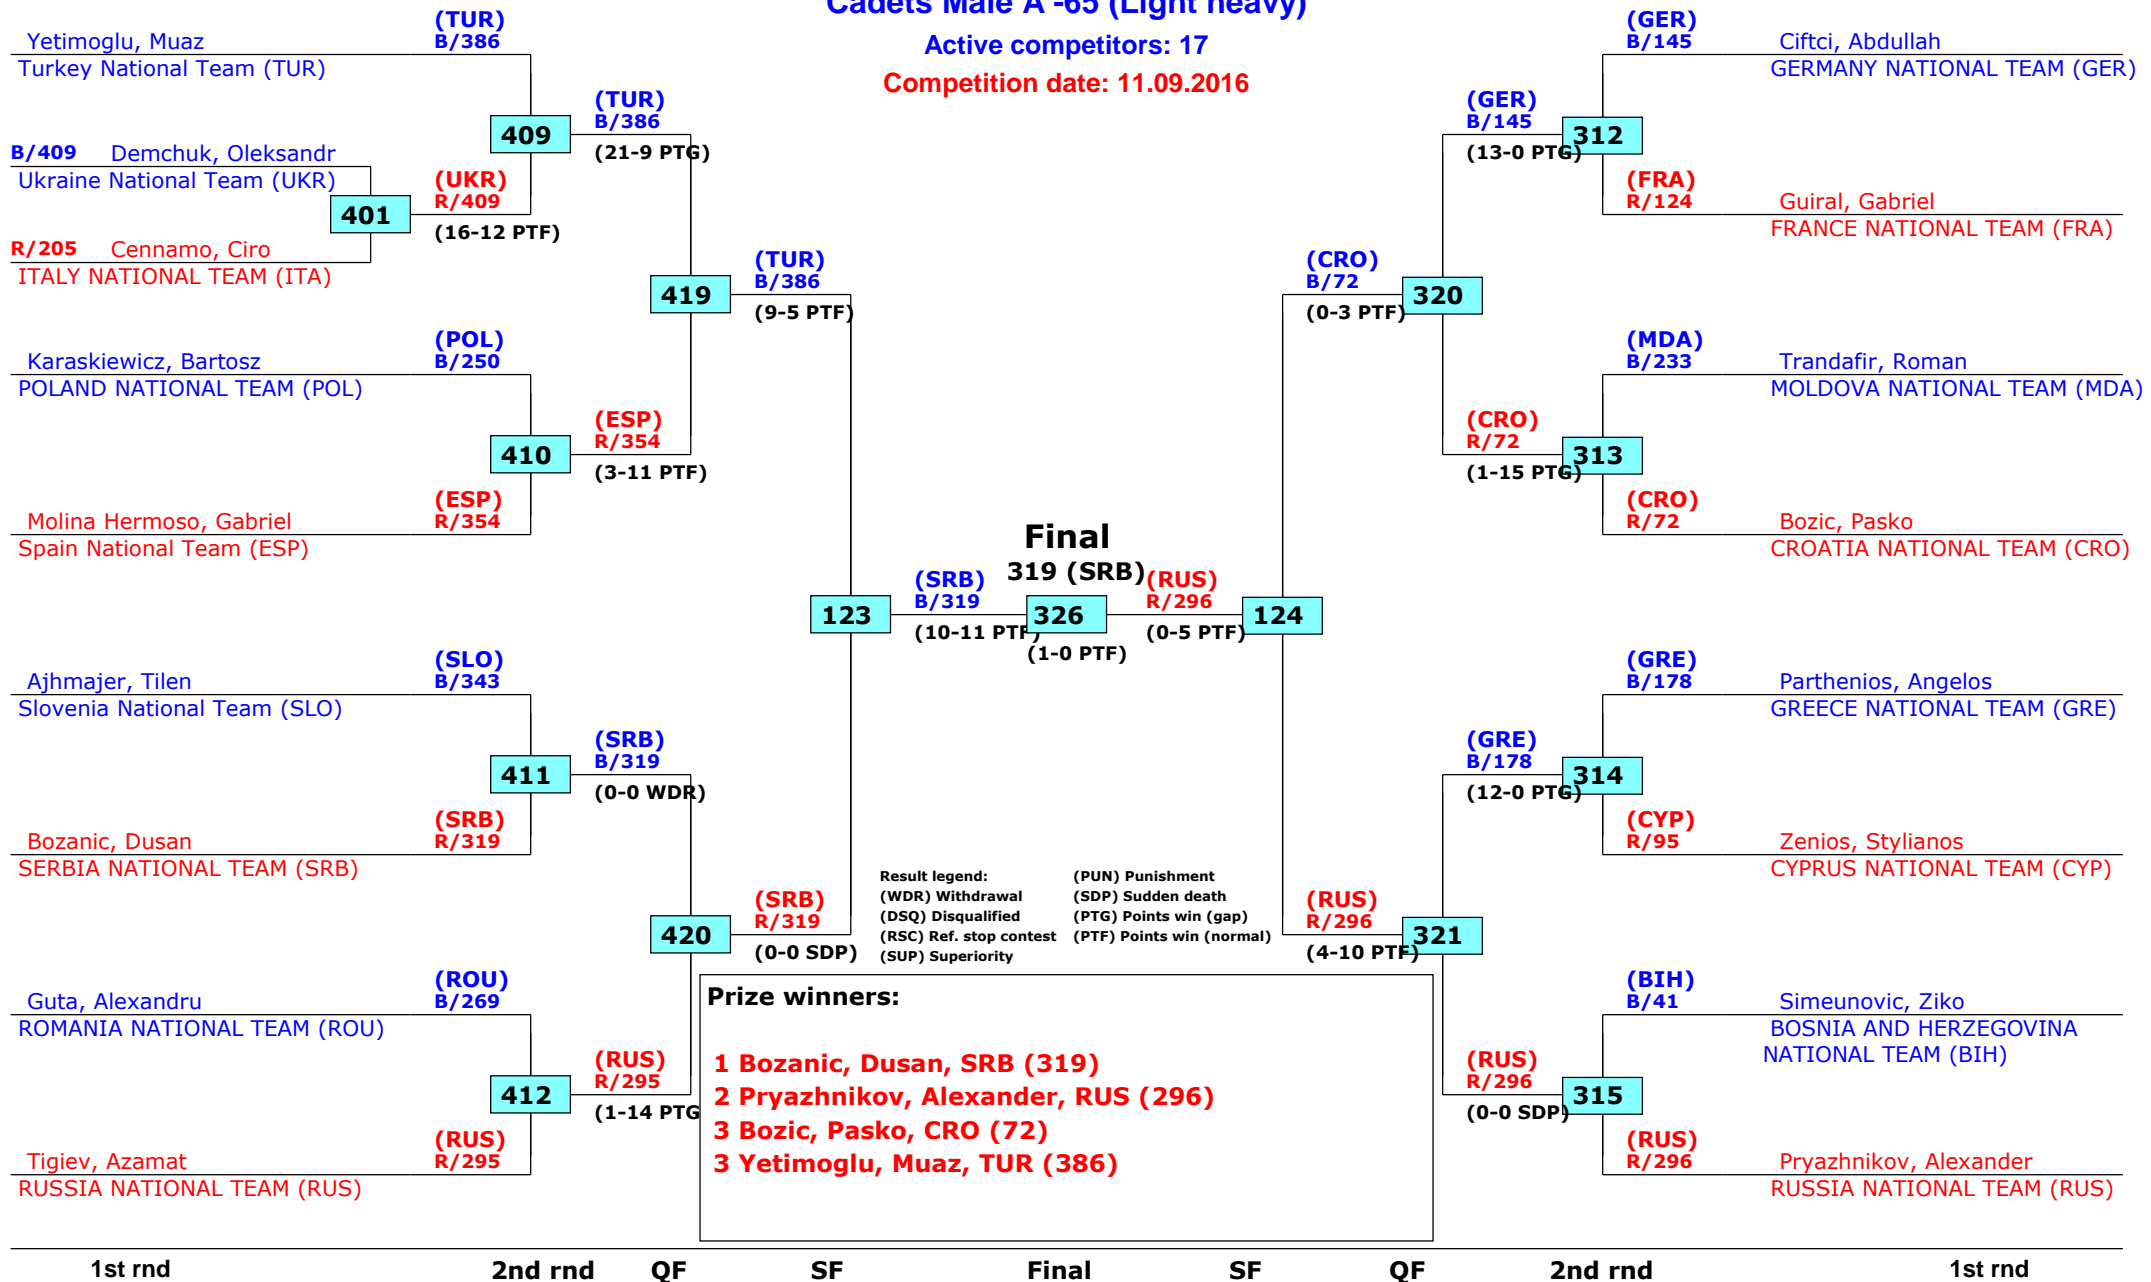 Cadets Male A -65 (Light heavy)
Active competitors: 17
Competition date: 11.09.2016
Yetimoglu, Muaz
Turkey National Team (TUR)
(TUR)
B/386
B/409 Demchuk, Oleksandr
Ukraine National Team (UKR)
R/205 Cennamo, Ciro
ITALY NATIONAL TEAM (ITA)
401
(UKR)
R/409
(16-12 PTF)
409
(TUR)
B/386
(21-9 PTG)
Karaskiewicz, Bartosz
POLAND NATIONAL TEAM (POL)
(POL)
B/250
Molina Hermoso, Gabriel
Spain National Team (ESP)
(ESP)
R/354
410
(ESP)
R/354
(3-11 PTF)
419
(TUR)
B/386
(9-5 PTF)
Ajhmajer, Tilen
Slovenia National Team (SLO)
(SLO)
B/343
Bozanic, Dusan
SERBIA NATIONAL TEAM (SRB)
(SRB)
R/319
411
(SRB)
B/319
(0-0 WDR)
Guta, Alexandru
ROMANIA NATIONAL TEAM (ROU)
(ROU)
B/269
Tigiev, Azamat
RUSSIA NATIONAL TEAM (RUS)
(RUS)
R/295
412
(RUS)
R/295
(1-14 PTG
420
(SRB)
R/319
(0-0 SDP)
123
(SRB)
B/319
(10-11 PTF)
Final
319 (SRB)
326
(1-0 PTF)
(RUS)
R/296
(0-5 PTF)
124
(CRO)
B/72
(0-3 PTF)
320
(GER)
B/145
(13-0 PTG)
312
(GER)
B/145
Ciftci, Abdullah
GERMANY NATIONAL TEAM (GER)
(FRA)
R/124
Guiral, Gabriel
FRANCE NATIONAL TEAM (FRA)
(CRO)
R/72
(1-15 PTG)
313
(MDA)
B/233
Trandafir, Roman
MOLDOVA NATIONAL TEAM (MDA)
(CRO)
R/72
Bozic, Pasko
CROATIA NATIONAL TEAM (CRO)
(RUS)
R/296
(4-10 PTF)
321
(GRE)
B/178
(12-0 PTG)
314
(GRE)
B/178
Parthenios, Angelos
GREECE NATIONAL TEAM (GRE)
(CYP)
R/95
Zenios, Stylianos
CYPRUS NATIONAL TEAM (CYP)
(RUS)
R/296
(0-0 SDP)
315
(BIH)
B/41
Simeunovic, Ziko
BOSNIA AND HERZEGOVINA
NATIONAL TEAM (BIH)
(RUS)
R/296
Pryazhnikov, Alexander
RUSSIA NATIONAL TEAM (RUS)
Result legend:
(WDR) Withdrawal
(DSQ) Disqualified
(RSC) Ref. stop contest
(SUP) Superiority
(PUN) Punishment
(SDP) Sudden death
(PTG) Points win (gap)
(PTF) Points win (normal)
Prize winners:
1 Bozanic, Dusan, SRB (319)
2 Pryazhnikov, Alexander, RUS (296)
3 Bozic, Pasko, CRO (72)
3 Yetimoglu, Muaz, TUR (386)
1st rnd 2nd rnd QF SF Final SF QF 2nd rnd 1st rnd